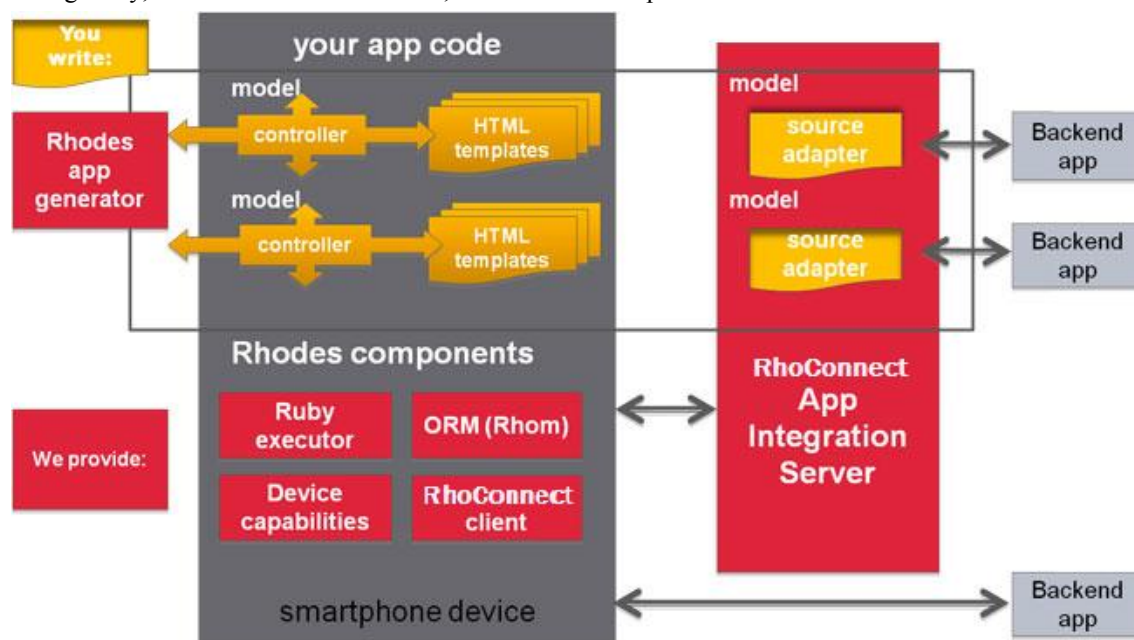 You
write:
your app code
model
controller
HTML
templates
model
controller
HTML
templates
Rhodes
app
generator
model
source
adapter
model
source
adapter
Backend
app
Backend
app
Rhodes components
Ruby
executor
ORM (Rhom)
Device
capabilities
RhoConnect
client
We provide:
RhoConnect
App
Integration
Server
smartphone device
Backend
app